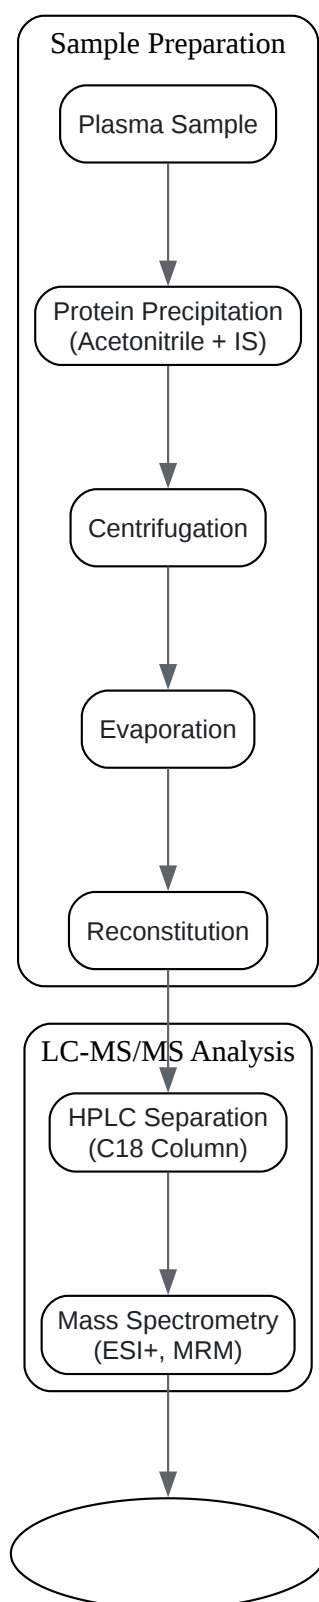 Sample Preparation
Plasma Sample
Protein Precipitation
(Acetonitrile + IS)
Centrifugation
Evaporation
Reconstitution
LC-MS/MS Analysis
HPLC Separation
(C18 Column)
Mass Spectrometry
(ESI+, MRM)